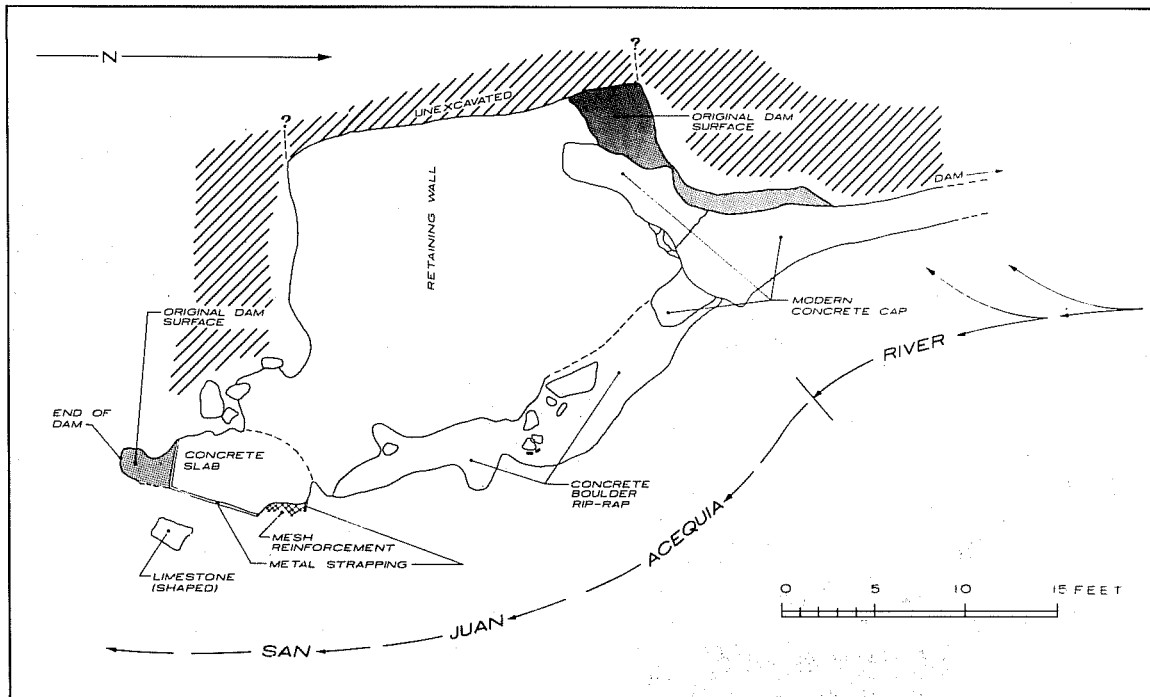 N
?
?
UNEXCAVATED
ORIGINAL DAM
SURFACE
DAM
RETAINING WALL
MODERN
CONCRETE CAP
RIVER
ORIGINAL DAM
SURFACE
END OF
DAM
CONCRETE
SLAB
CONCRETE
BOULDER
RIP-RAP
MESH
REINFORCEMENT
METAL STRAPPING
LIMESTONE
(SHAPED)
ACEQUIA
0 5 10 15 FEET
SAN JUAN